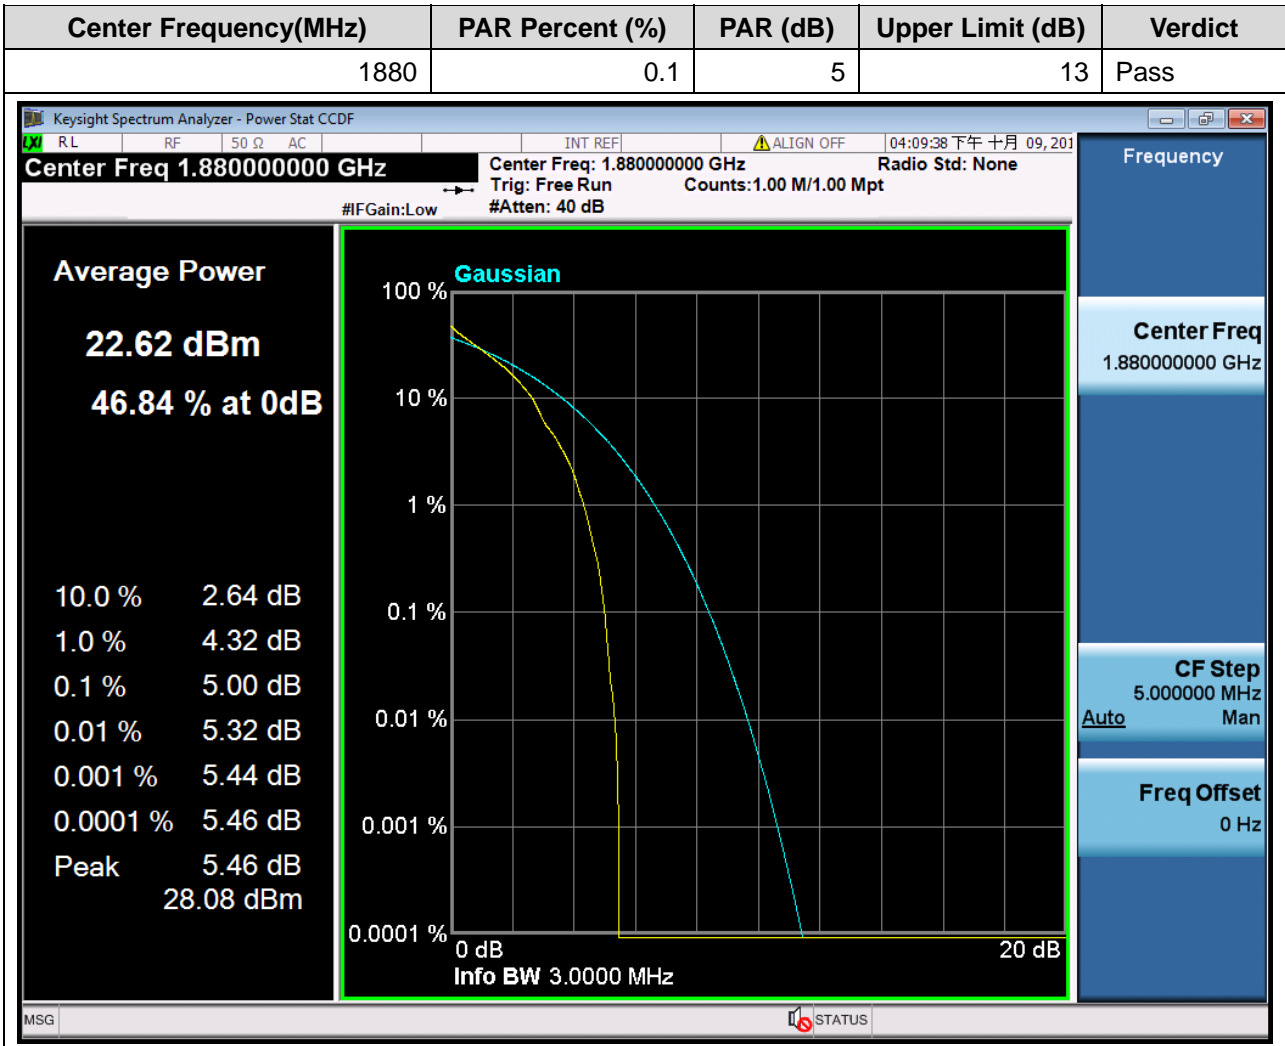 Center Frequency(MHz) PAR Percent (%) PAR (dB) Upper Limit (dB) Verdict
1880 0.1 5 13 Pass
Keysight Spectrum Analyzer - Power Stat CCDF
LXI RL RF 50 Ω AC INT REF ALIGN OFF 04:09:38 下午 十月 09, 201
Center Freq 1.880000000 GHz
Center Freq: 1.880000000 GHz Radio Std: None
Trig: Free Run Counts:1.00 M/1.00 Mpt
#IFGain:Low #Atten: 40 dB
Frequency
Average Power
22.62 dBm
46.84 % at 0dB
10.0 % 2.64 dB
1.0 % 4.32 dB
0.1 % 5.00 dB
0.01 % 5.32 dB
0.001 % 5.44 dB
0.0001 % 5.46 dB
Peak 5.46 dB
28.08 dBm
Gaussian
100 %
10 %
1 %
0.1 %
0.01 %
0.001 %
0.0001 %
0 dB 20 dB
Info BW 3.0000 MHz
Center Freq
1.880000000 GHz
CF Step
5.000000 MHz
Auto Man
Freq Offset
0 Hz
MSG STATUS